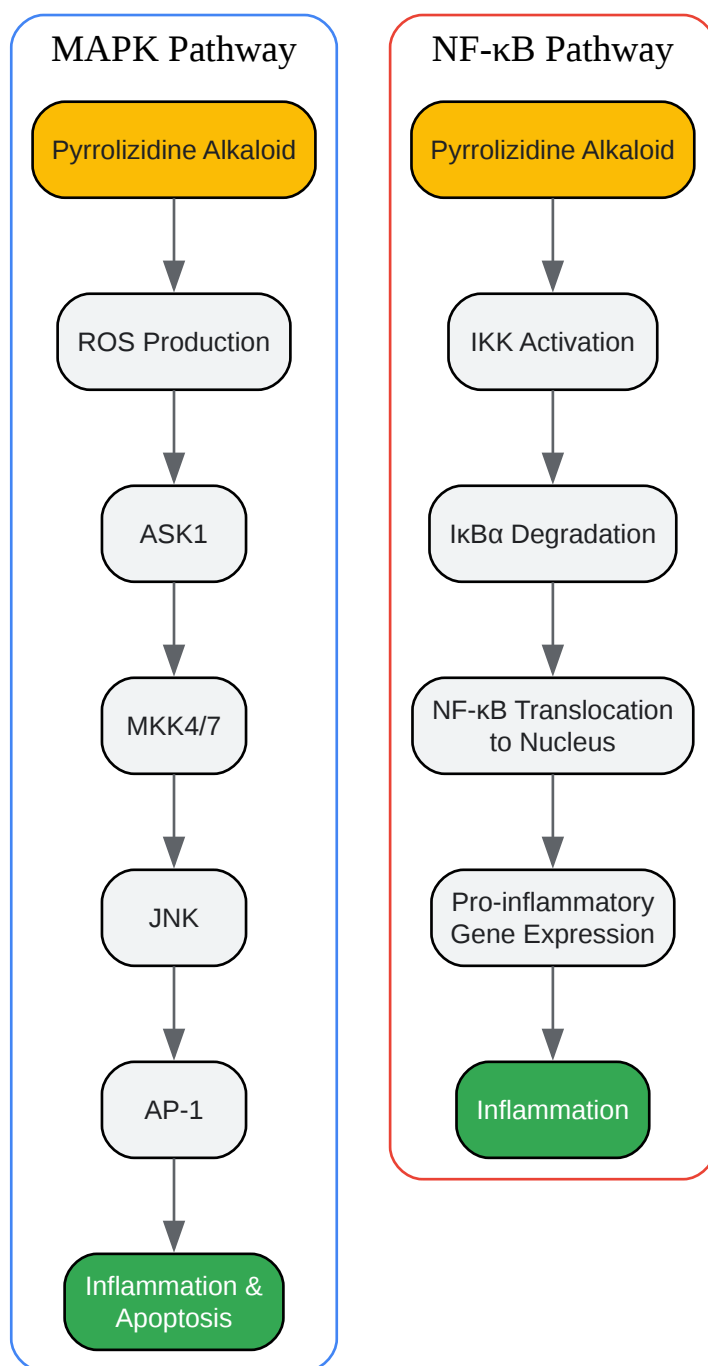 MAPK Pathway
Pyrrolizidine Alkaloid
ROS Production
ASK1
MKK4/7
JNK
AP-1
Inflammation &
Apoptosis
NF-κB Pathway
Pyrrolizidine Alkaloid
IKK Activation
IκBα Degradation
NF-κB Translocation
to Nucleus
Pro-inflammatory
Gene Expression
Inflammation